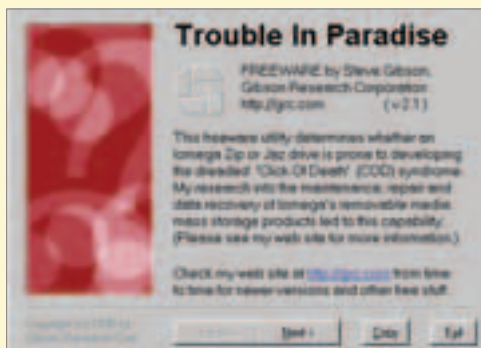 Trouble In Paradise
FREEWARE by Steve Gibson,
Gibson Research Corporation
http://grc.com (v2.1)
This freeware utility determines whether an
Iomega Zip or Jaz drive is prone to developing
the dreaded "Click Of Death" (COD) syndrome.
My research into the maintenance, repair and
data recovery of Iomega's removable media
mass storage products led to this capability.
(Please see my web site for more information.)
Check my web site at http://grc.com from time
to time for newer versions and other free stuff.
Gibson Research Corp.
Next >
Exit